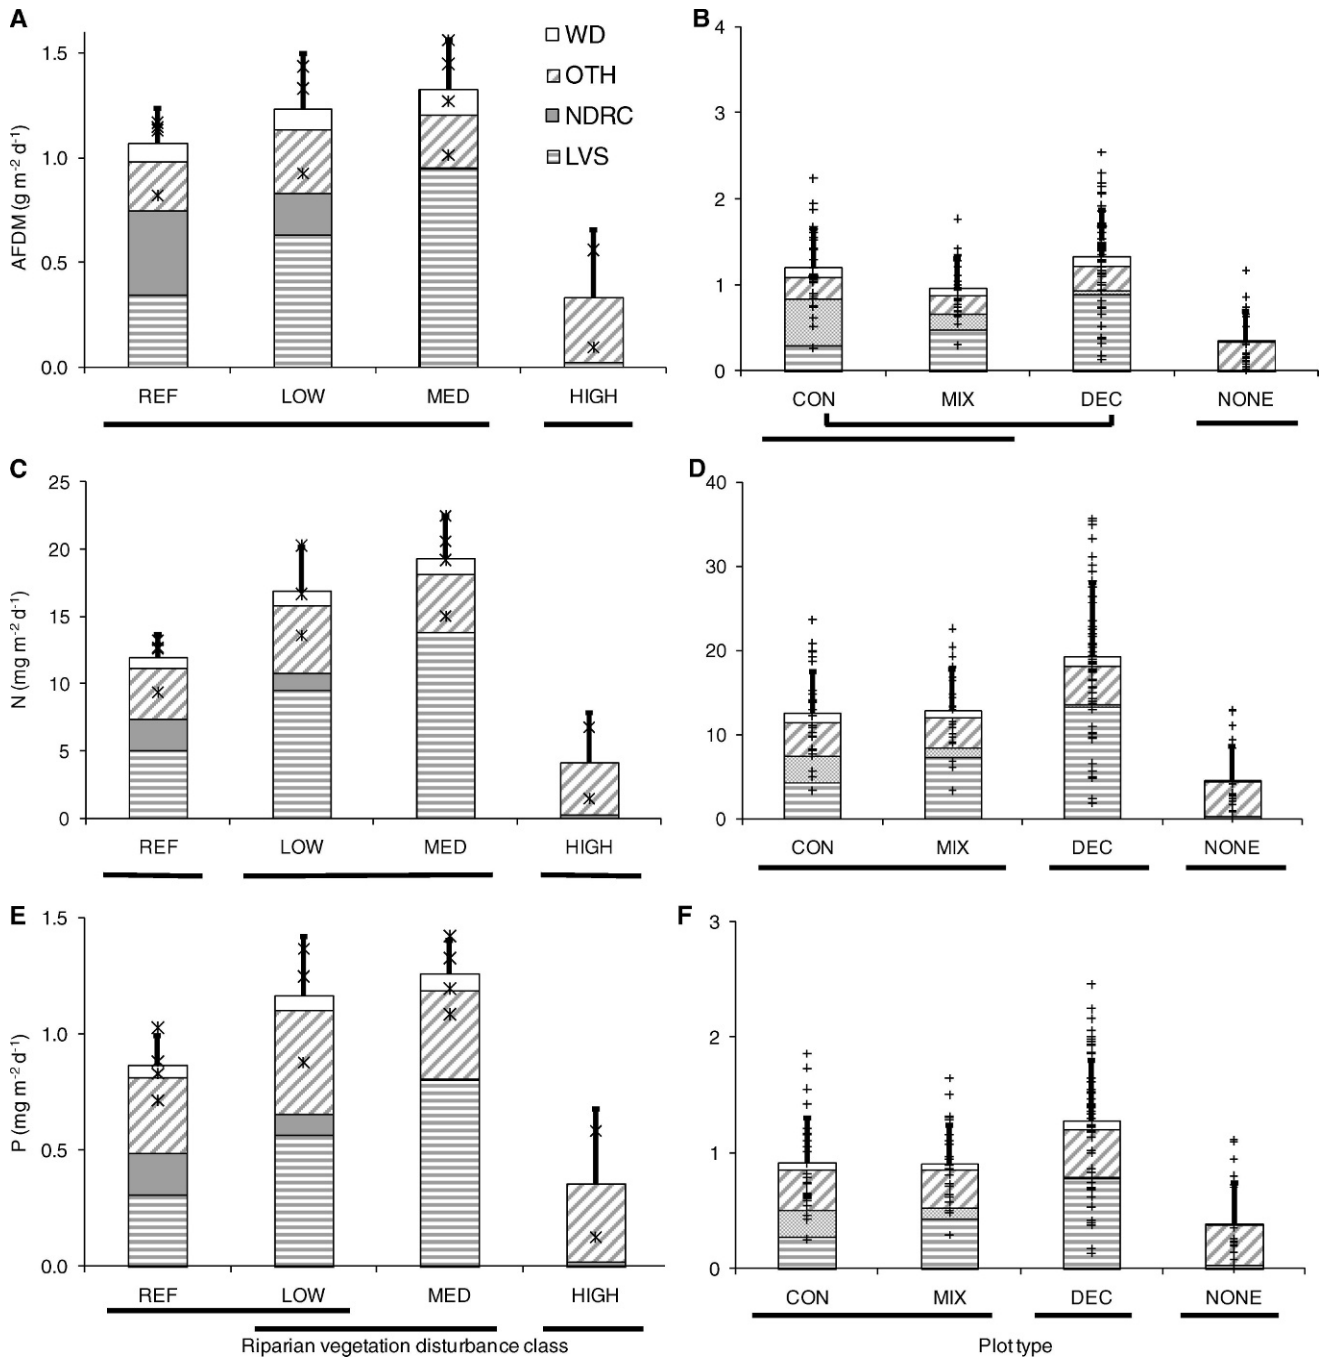 A
AFDM (g m-2 d-1)
1.5
1.0
0.5
0.0
WD
OTH
NDRC
LVS
REF LOW MED HIGH
B
4
3
2
1
0
CON MIX DEC NONE
C
N (mg m-2 d-1)
25
20
15
10
5
0
REF LOW MED HIGH
D
40
30
20
10
0
CON MIX DEC NONE
E
P (mg m-2 d-1)
1.5
1.0
0.5
0.0
REF LOW MED HIGH
Riparian vegetation disturbance class
F
3
2
1
0
CON MIX DEC NONE
Plot type